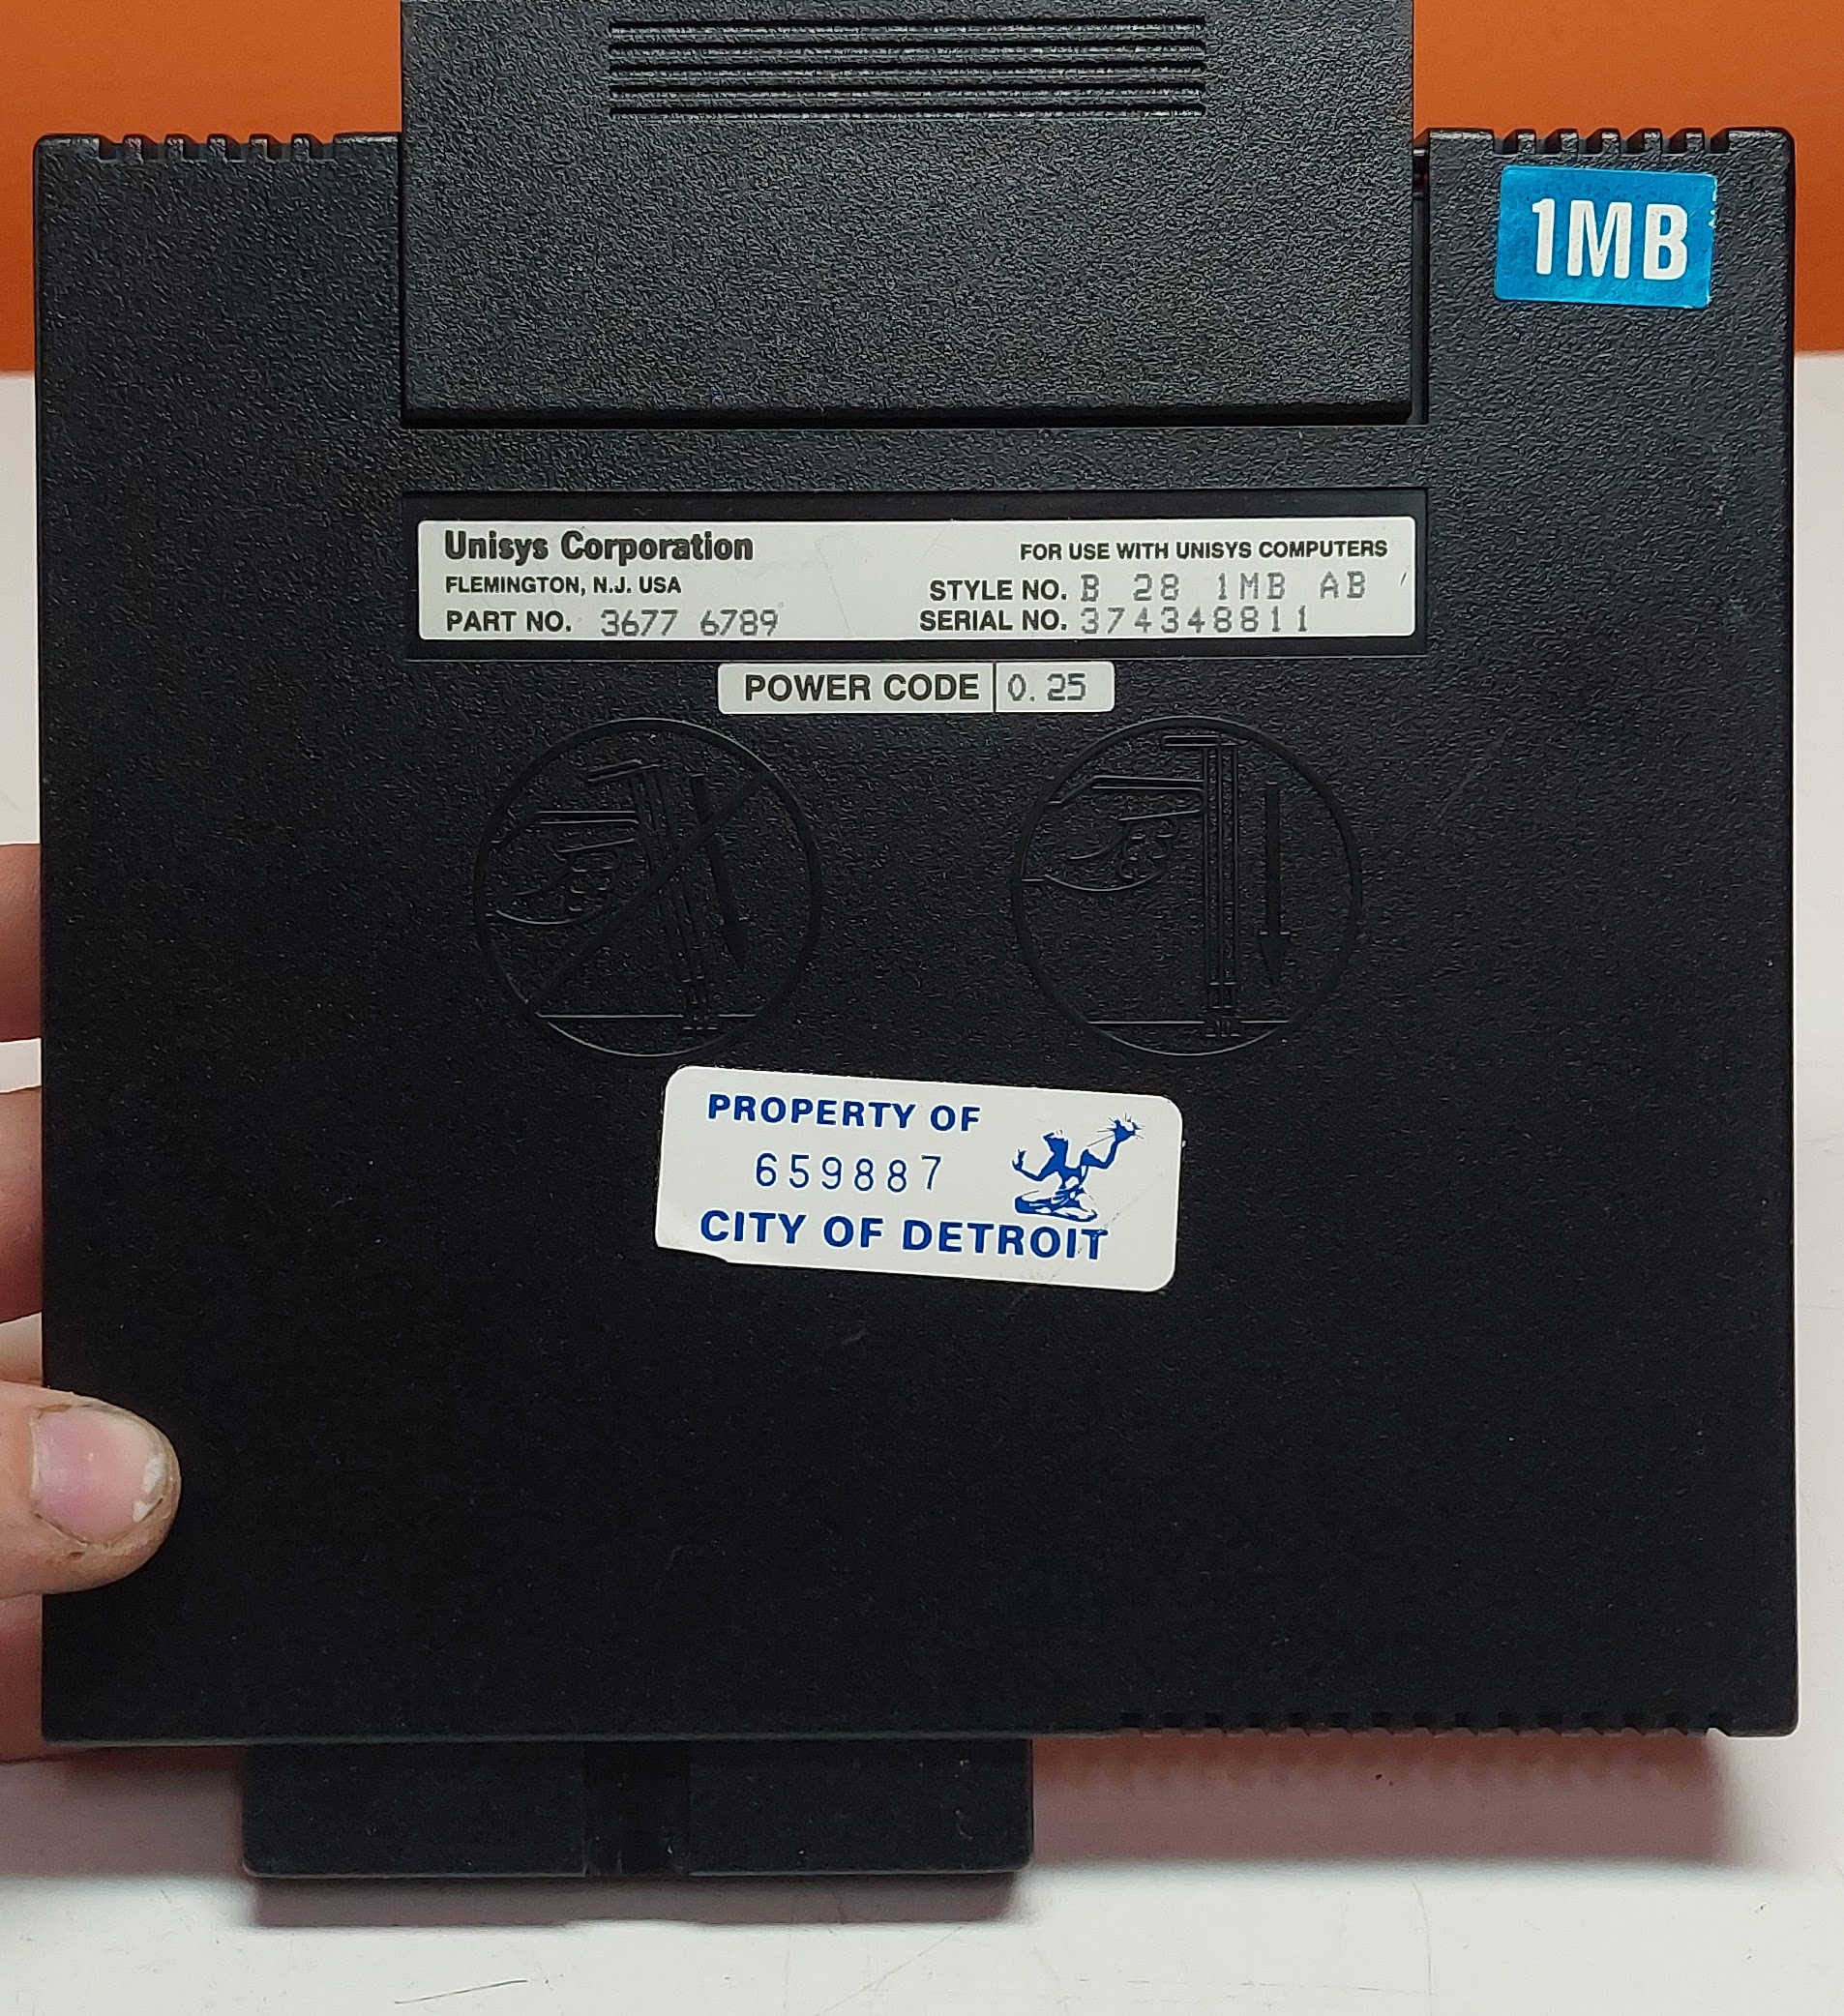 1MB
Unisys Corporation
FLEMINGTON, N.J. USA
PART NO. 3677 6789
FOR USE WITH UNISYS COMPUTERS
STYLE NO. B 28 1MB AB
SERIAL NO. 374348811
POWER CODE 0.25
PROPERTY OF
659887
CITY OF DETROIT